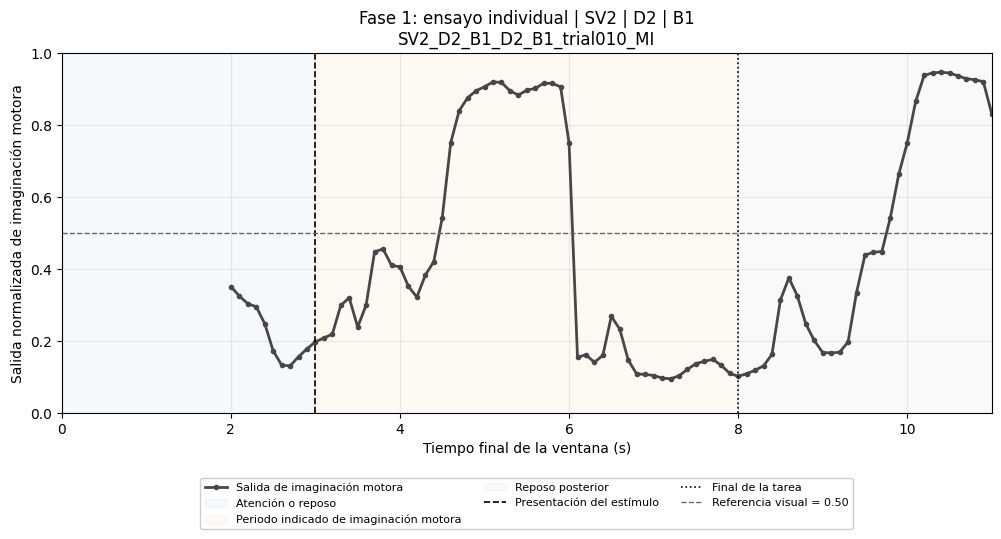 Fase 1: ensayo individual | SV2 | D2 | B1
SV2_D2_B1_D2_B1_trial010_MI
Salida normalizada de imaginación motora
1.0
0.8
0.6
0.4
0.2
0.0
0 2 4 6 8 10
Tiempo final de la ventana (s)
Salida de imaginación motora
Atención o reposo
Periodo indicado de imaginación motora
Reposo posterior
Presentación del estímulo
Final de la tarea
Referencia visual = 0.50